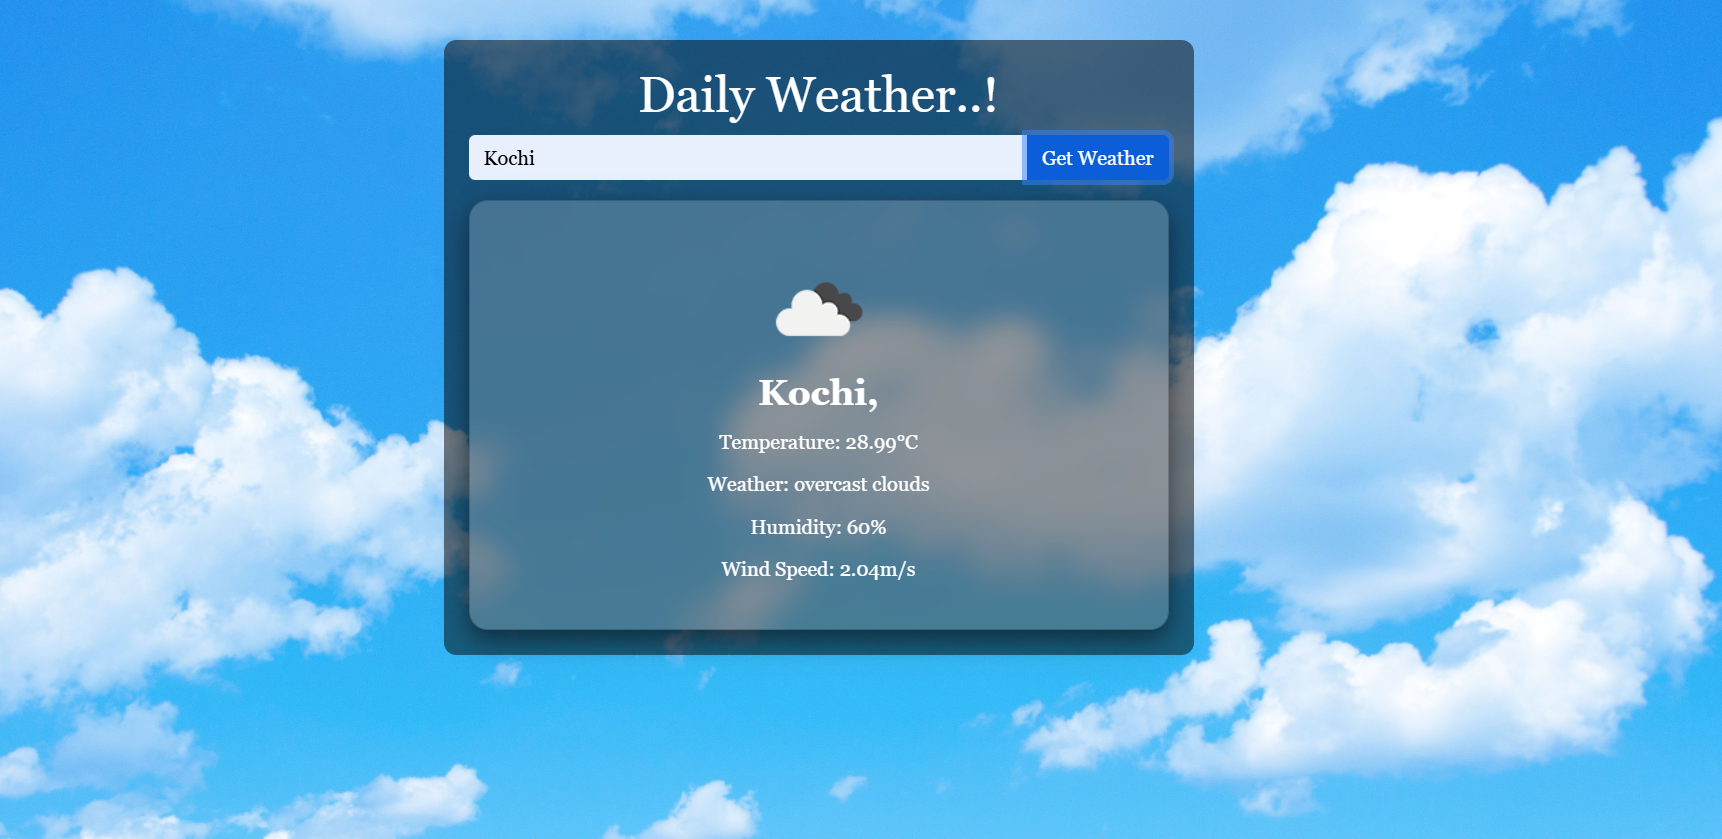 Daily Weather..!
Kochi
Get Weather
Kochi,
Temperature: 28.99°C
Weather: overcast clouds
Humidity: 60%
Wind Speed: 2.04m/s